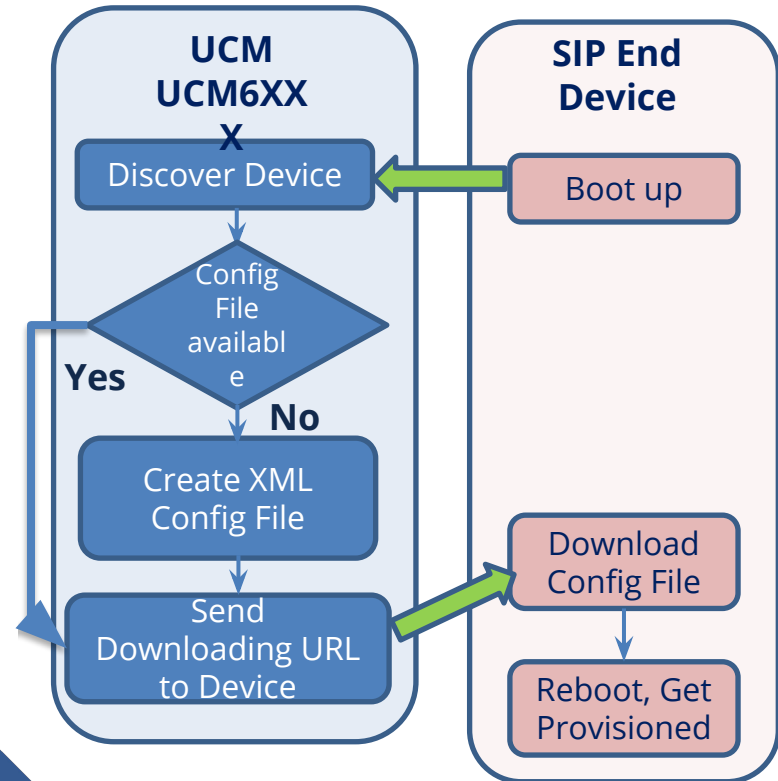 UCM
UCM6XX
X
Discover Device
Config
File
availabl
e
Yes
No
Create XML
Config File
Send
Downloading URL
to Device
SIP End
Device
Boot up
Download
Config File
Reboot, Get
Provisioned